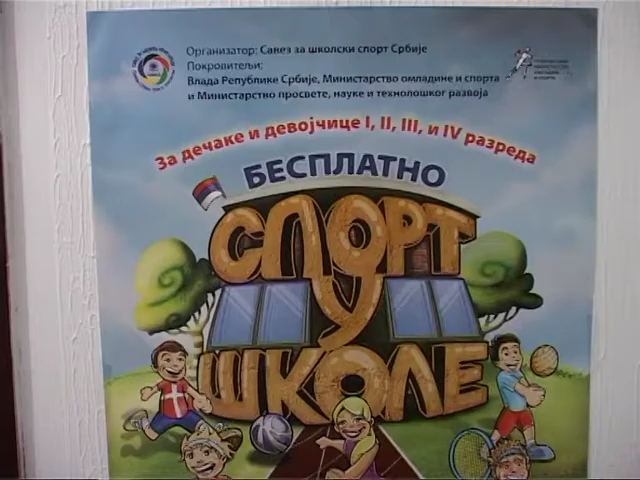 Организатор: Савез за школски спорт Србије
Покровитељи:
Влада Републике Србије, Министарство омладине и спорта
и Министарство просвете, науке и технолошког развоја
За дечаке и девојчице I, II, III, и IV разреда
БЕСПЛАТНО
СПОРТ
У
ШКОЛЕ